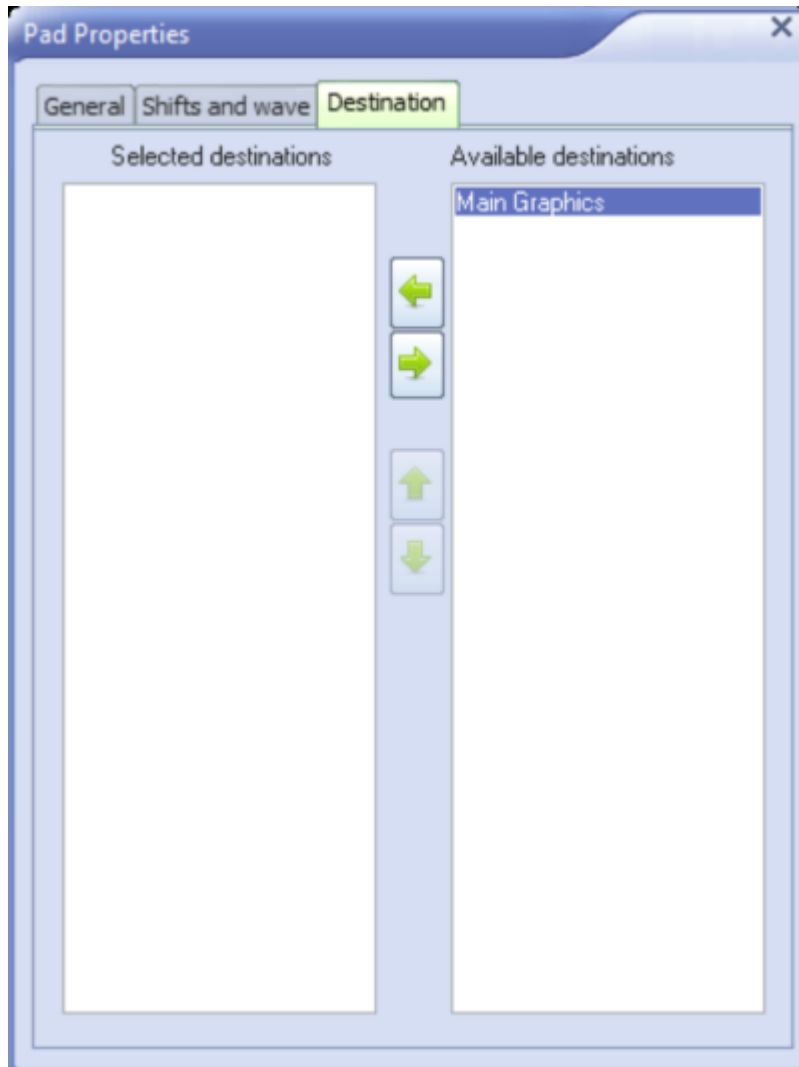 Pad Properties
General Shifts and wave Destination
Selected destinations Available destinations
Main Graphics